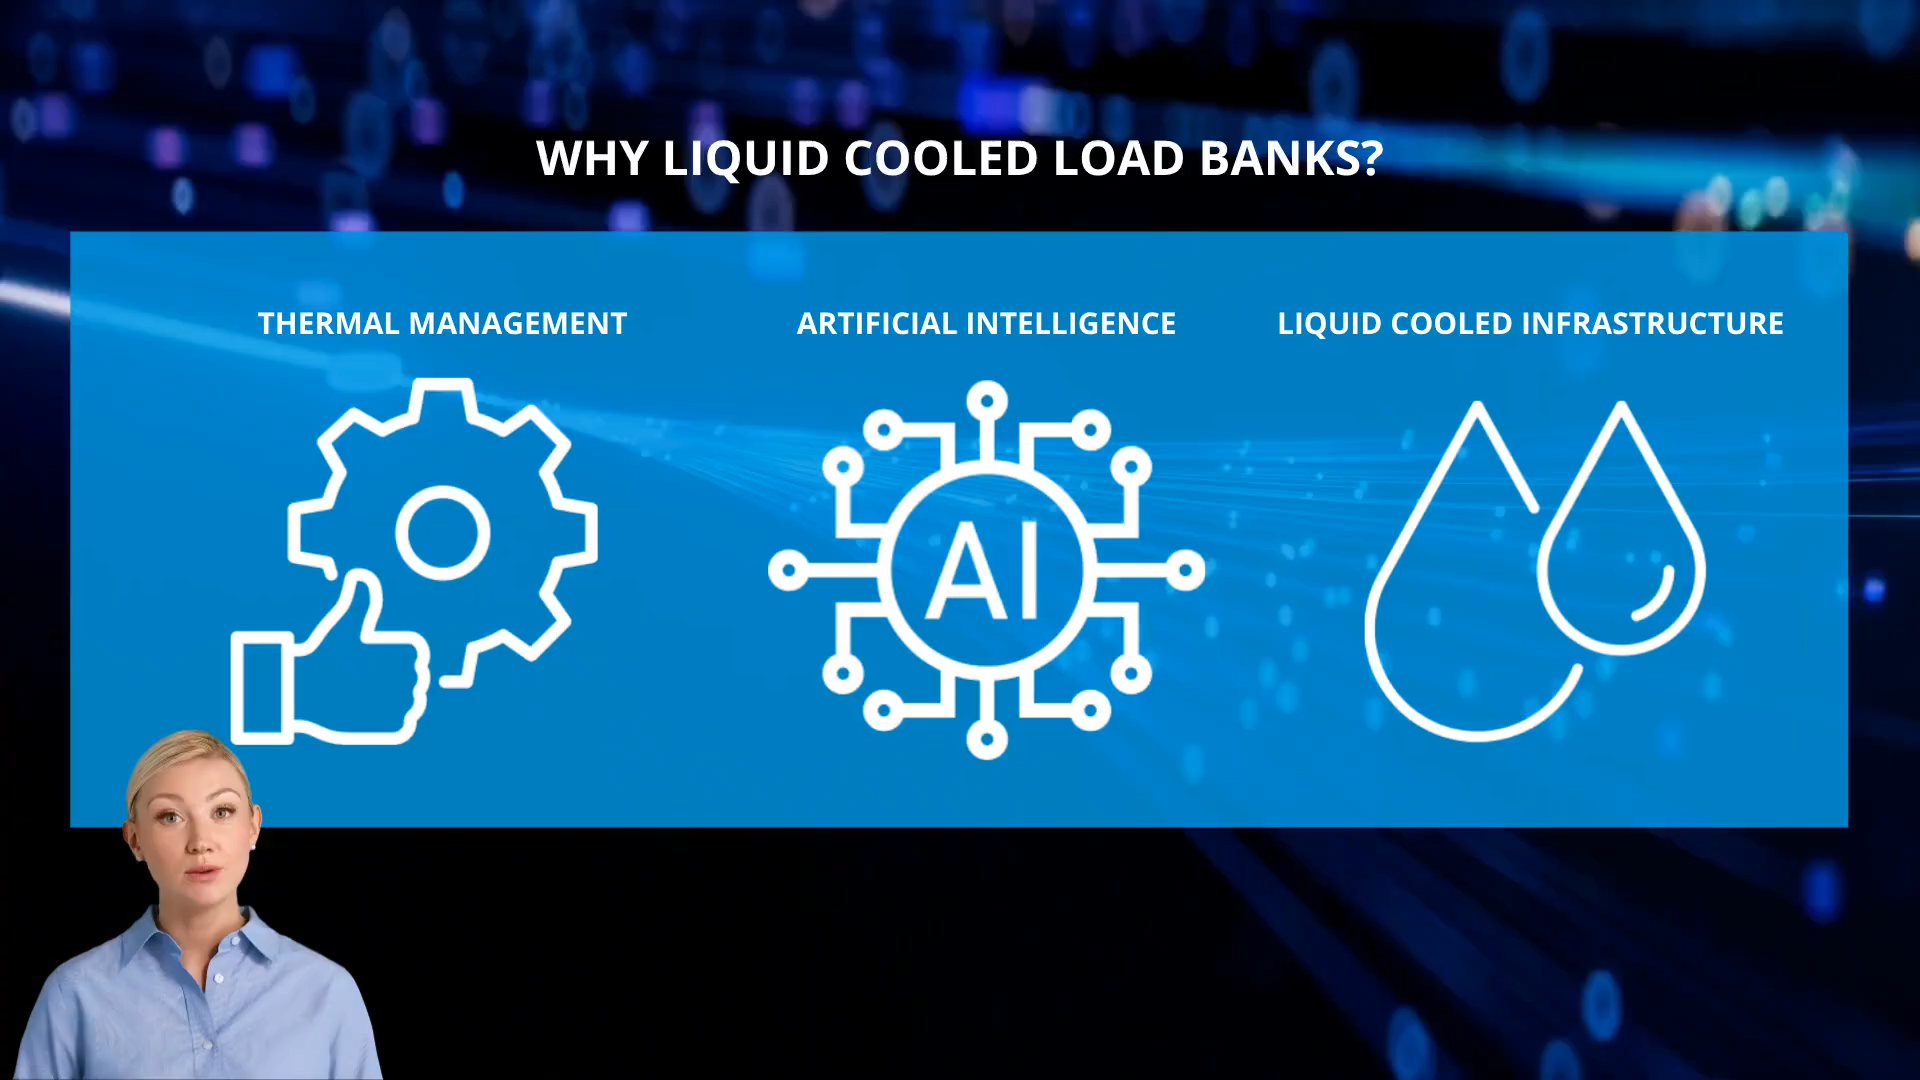 WHY LIQUID COOLED LOAD BANKS?
THERMAL MANAGEMENT
ARTIFICIAL INTELLIGENCE
LIQUID COOLED INFRASTRUCTURE
AI